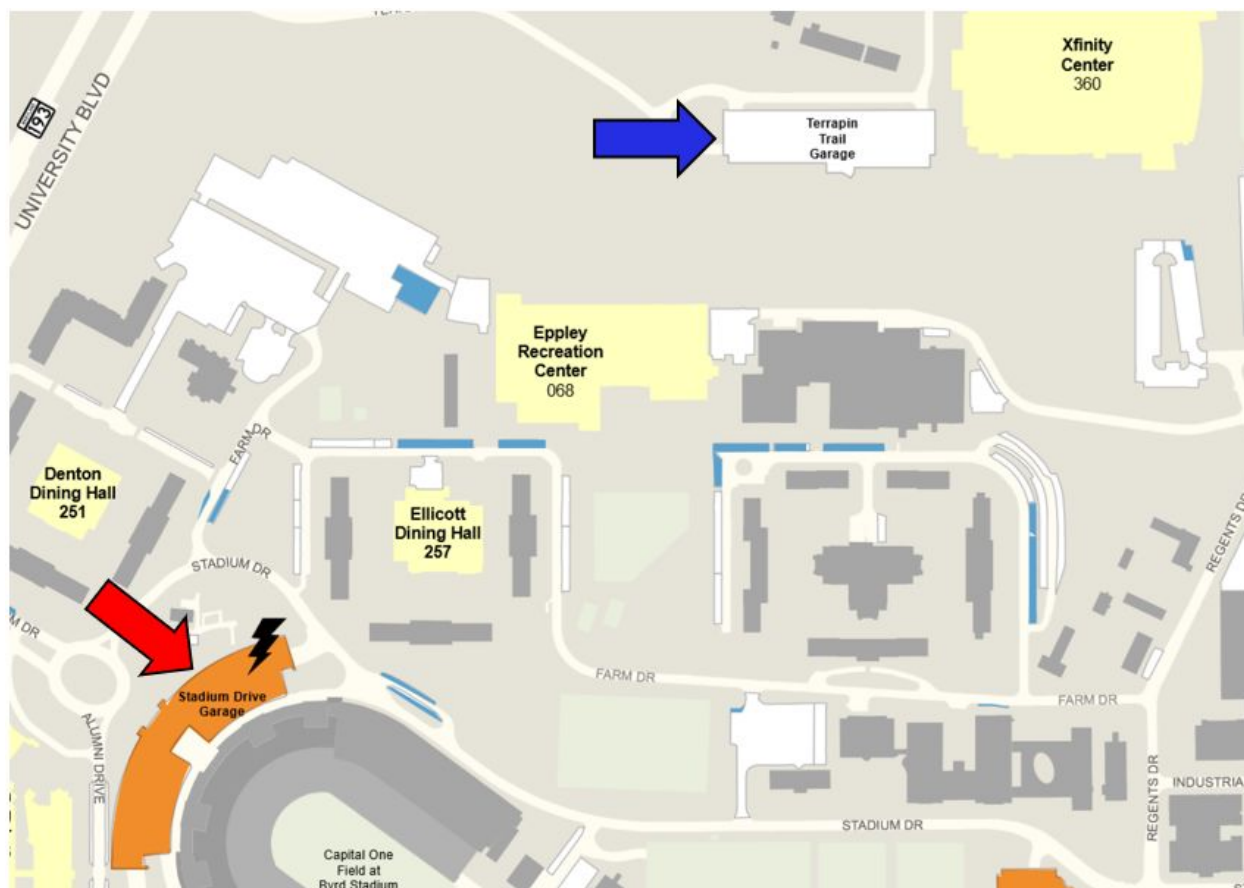 Xfinity
Center
360
193
UNIVERSITY BLVD
Terrapin
Trail
Garage
Eppley
Recreation
Center
068
FARM DR
Denton
Dining Hall
251
Ellicott
Dining Hall
257
REGENTS DR
STADIUM DR
FARM DR
Stadium Drive
Garage
FARM DR
ALUMNI DRIVE
REGENTS DR
INDUSTRIA
STADIUM DR
Capital One
Field at
Byrd Stadium